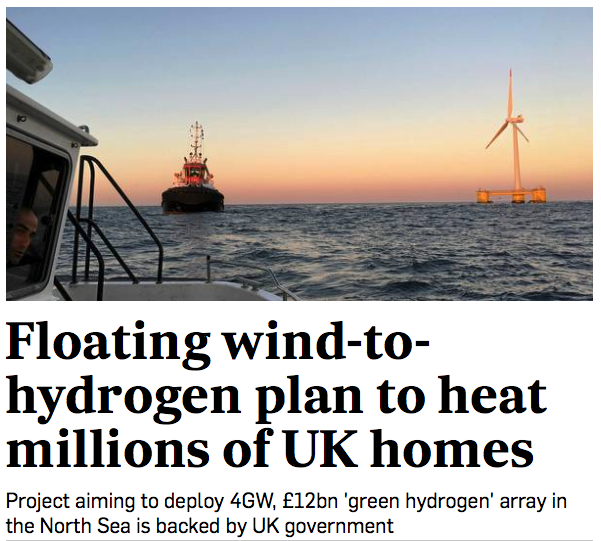 Floating wind-to-
hydrogen plan to heat
millions of UK homes
Project aiming to deploy 4GW, £12bn 'green hydrogen' array in
the North Sea is backed by UK government